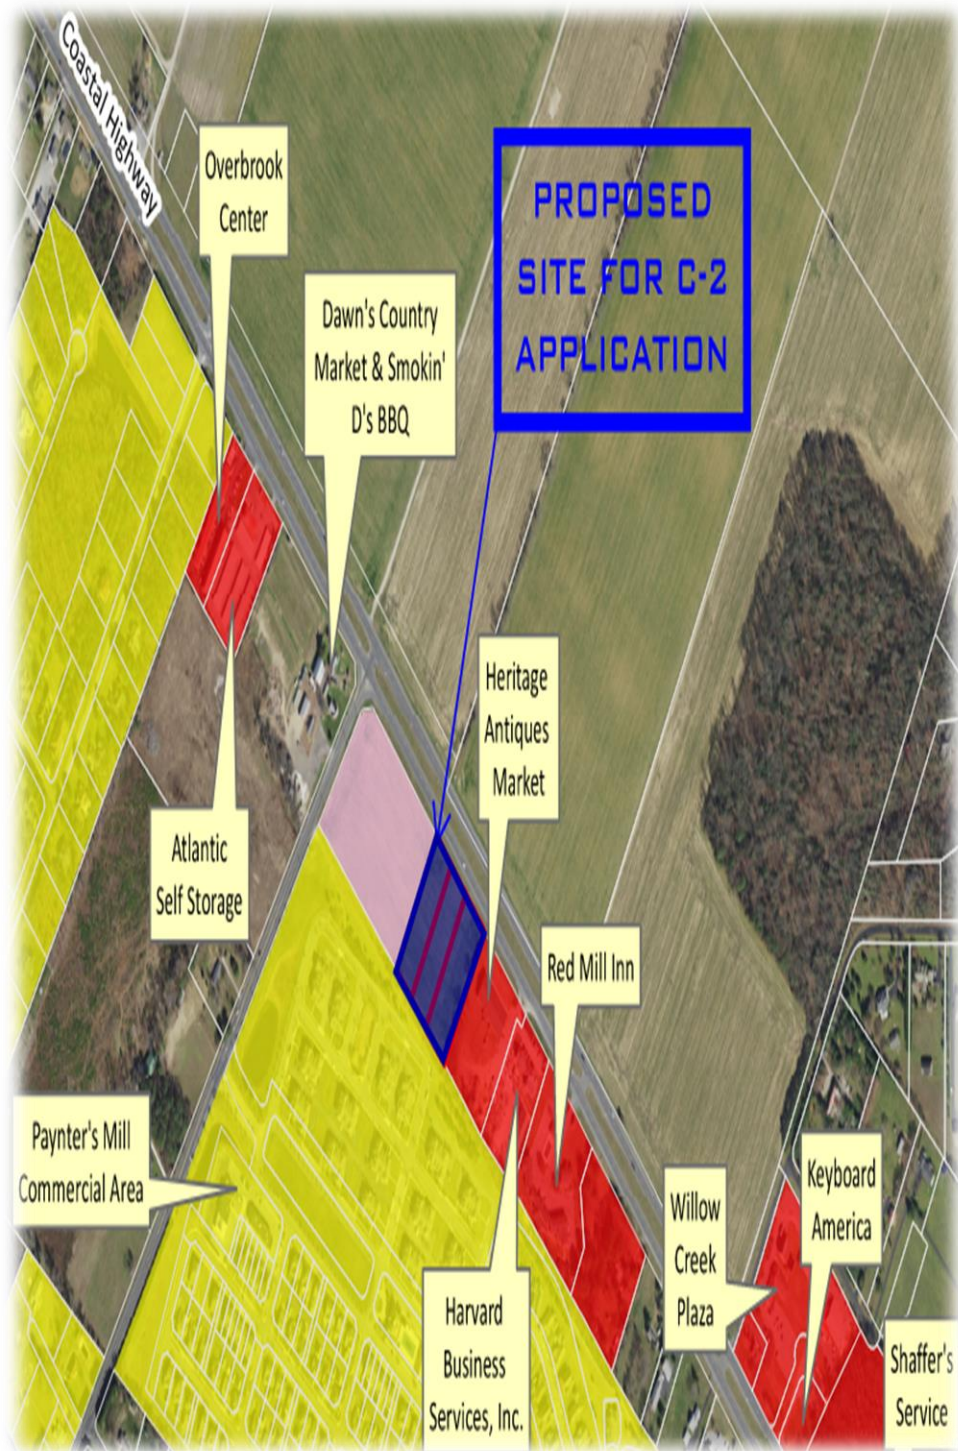 Coastal Highway
Overbrook
Center
PROPOSED
SITE FOR C-2
APPLICATION
Dawn's Country
Market & Smokin'
D's BBQ
Heritage
Antiques
Market
Atlantic
Self Storage
Red Mill Inn
Paynter's Mill
Commercial Area
Keyboard
America
Willow
Creek
Plaza
Harvard
Business
Services, Inc.
Shaffer's
Service